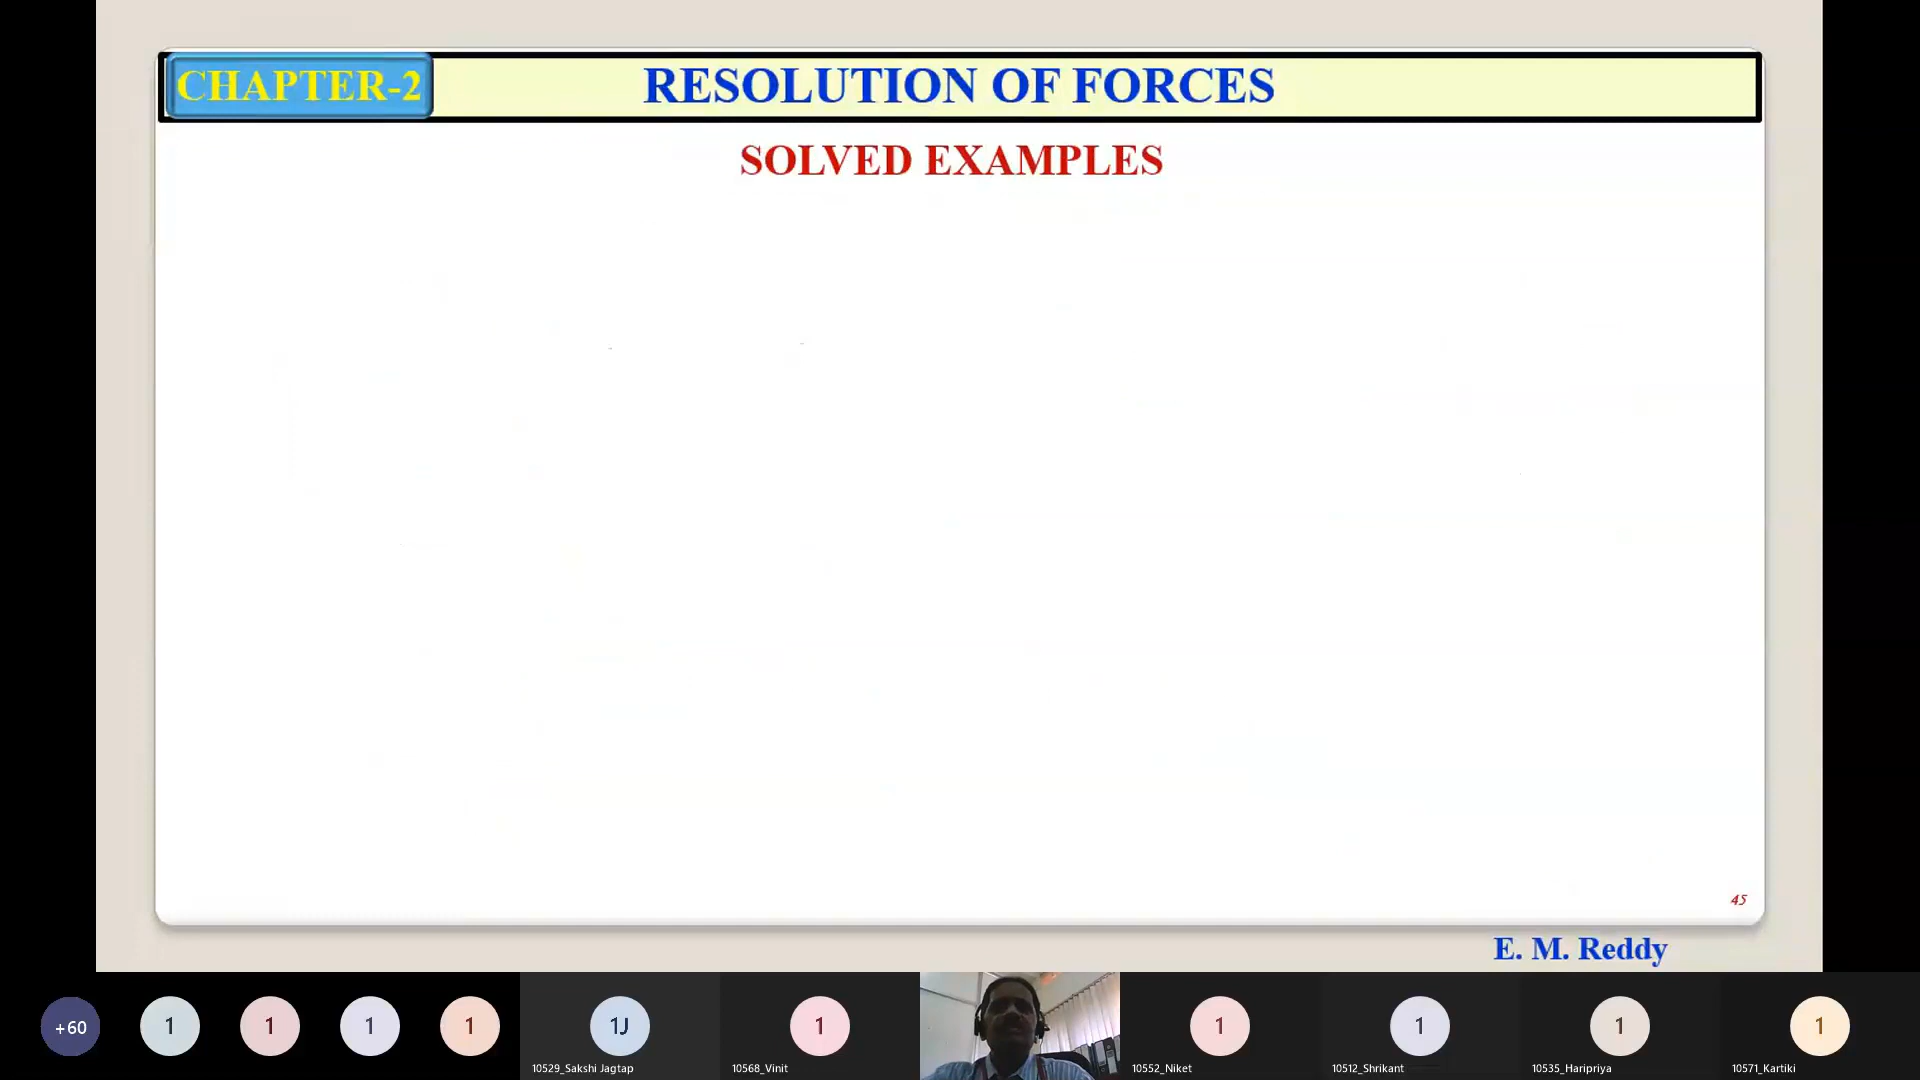 CHAPTER-2
RESOLUTION OF FORCES
SOLVED EXAMPLES
45
E. M. Reddy
+60
1
1
1
1
1J
1
1
1
1
1
10529_Sakshi Jagtap
10568_Vinit
10552_Niket
10512_Shrikant
10535_Haripriya
10571_Kartiki